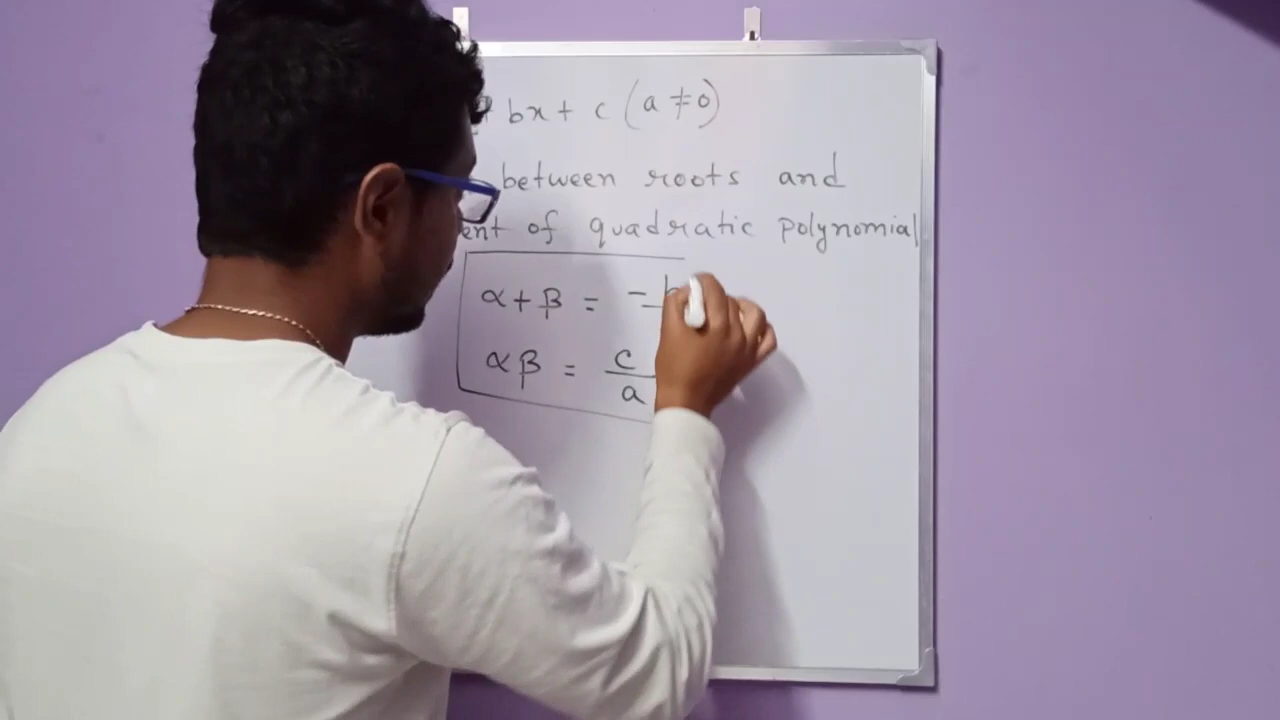 bx + c (a ≠ 0)
between roots and
ent of quadratic polynomial
α + β = - b
αβ = c/a